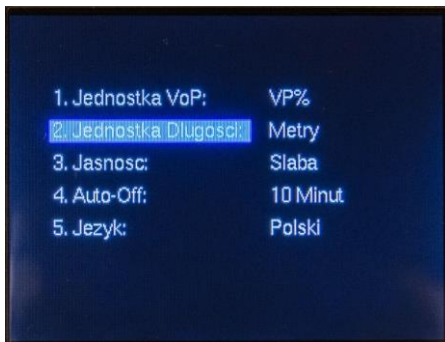 1. Jednostka VoP: VP%
2. Jednostka Dlugosci: Metry
3. Jasnosc: Slaba
4. Auto-Off: 10 Minut
5. Jezyk: Polski